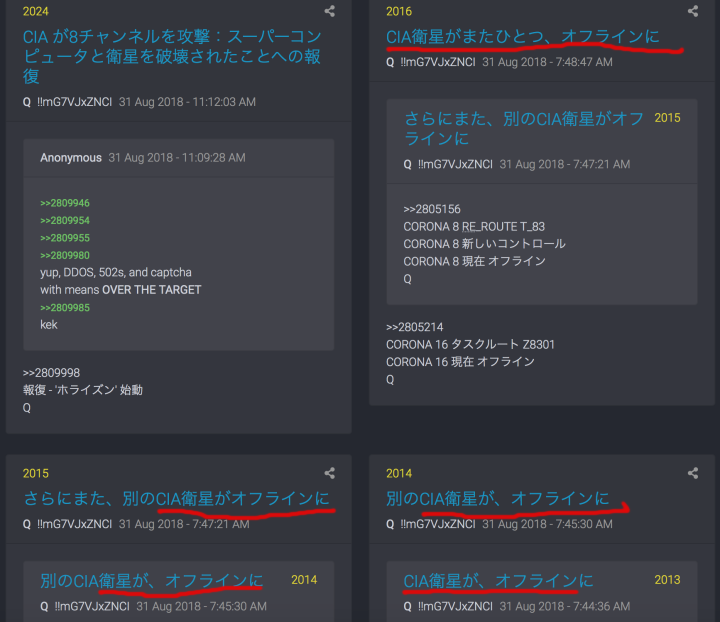 2024
CIA が8チャンネルを攻撃：スーパーコン
ピュータと衛星を破壊されたことへの報
復
Q !!mG7VJxZNCI 31 Aug 2018 - 11:12:03 AM
Anonymous 31 Aug 2018 - 11:09:28 AM
>>2809946
>>2809954
>>2809955
>>2809980
yup, DDOS, 502s, and captcha
with means OVER THE TARGET
>>2809985
kek
>>2809998
報復 - 'ホライズン' 始動
Q
2016
CIA衛星がまたひとつ、オフラインに
Q !!mG7VJxZNCI 31 Aug 2018 - 7:48:47 AM
さらにまた、別のCIA衛星がオフ
ラインに
2015
Q !!mG7VJxZNCI 31 Aug 2018 - 7:47:21 AM
>>2805156
CORONA 8 RE_ROUTE T_83
CORONA 8 新しいコントロール
CORONA 8 現在 オフライン
Q
>>2805214
CORONA 16 タスクルート Z8301
CORONA 16 現在 オフライン
Q
2015
さらにまた、別のCIA衛星がオフラインに
Q !!mG7VJxZNCI 31 Aug 2018 - 7:47:21 AM
別のCIA衛星が、オフラインに 2014
Q !!mG7VJxZNCI 31 Aug 2018 - 7:45:30 AM
2014
別のCIA衛星が、オフラインに
Q !!mG7VJxZNCI 31 Aug 2018 - 7:45:30 AM
CIA衛星が、オフラインに 2013
Q !!mG7VJxZNCI 31 Aug 2018 - 7:44:36 AM